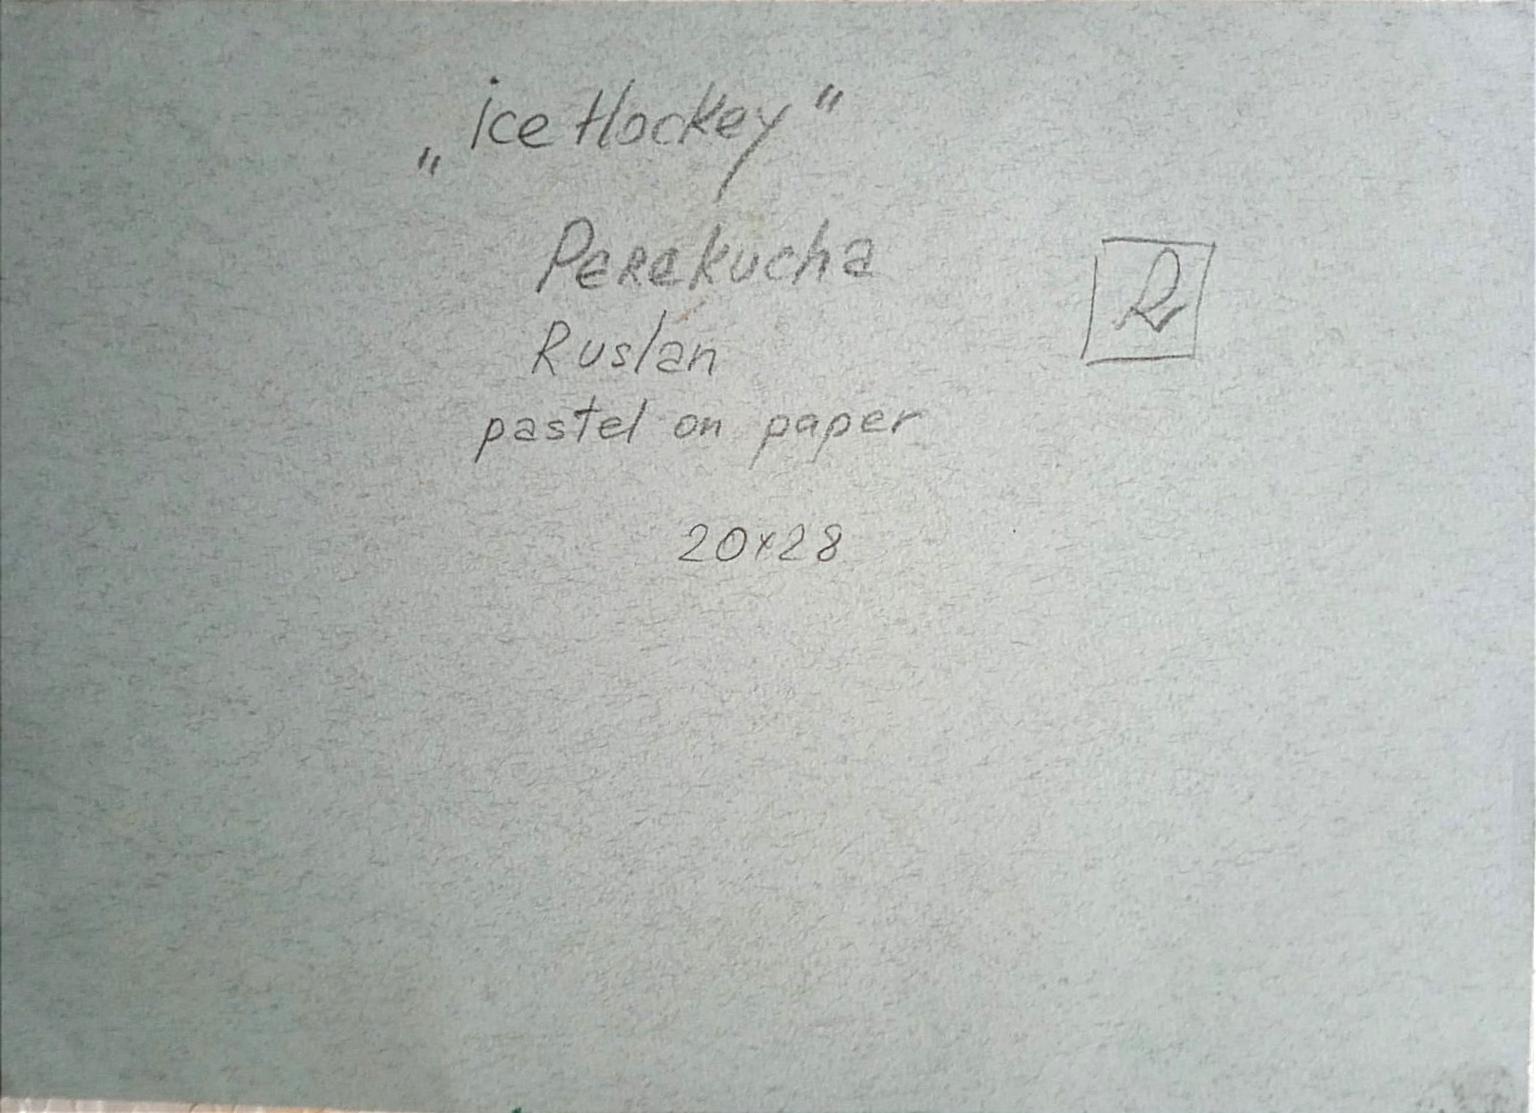 „ice Hockey“
Perekucha
Ruslan
pastel on paper
20x28